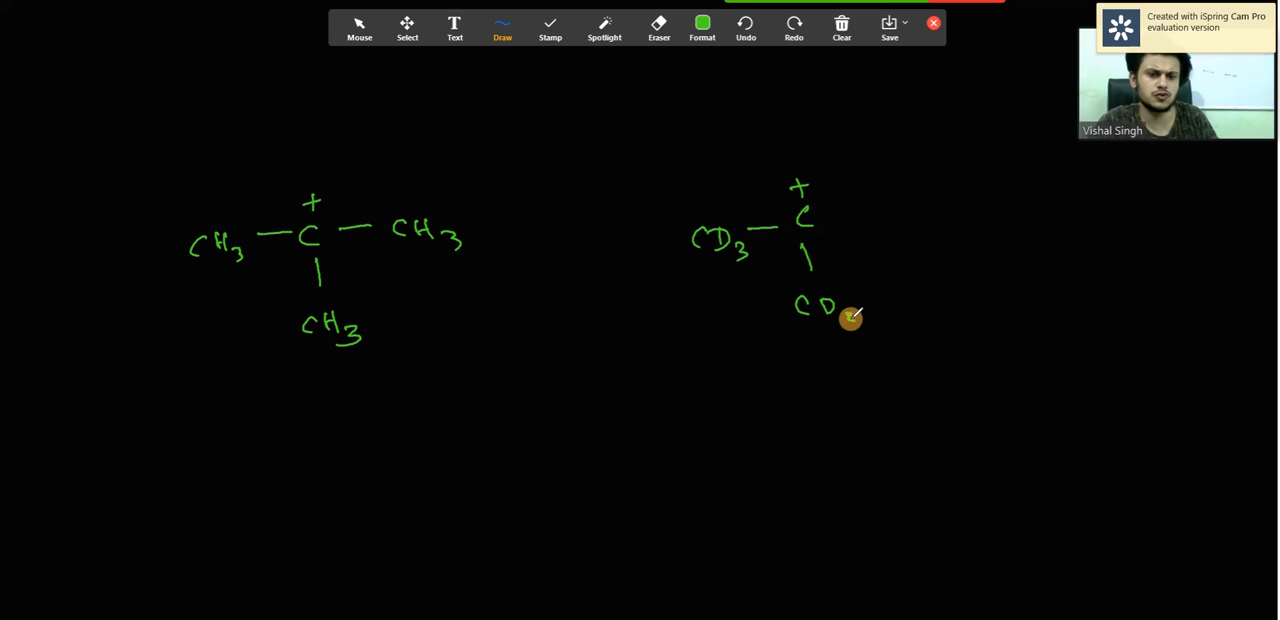 Mouse Select Text Draw Stamp Spotlight Eraser Format Undo Redo Clear Save
Created with iSpring Cam Pro
evaluation version
Vishal Singh
+
CH3 — C — CH3
|
CH3
+
CD3 — C
|
CD